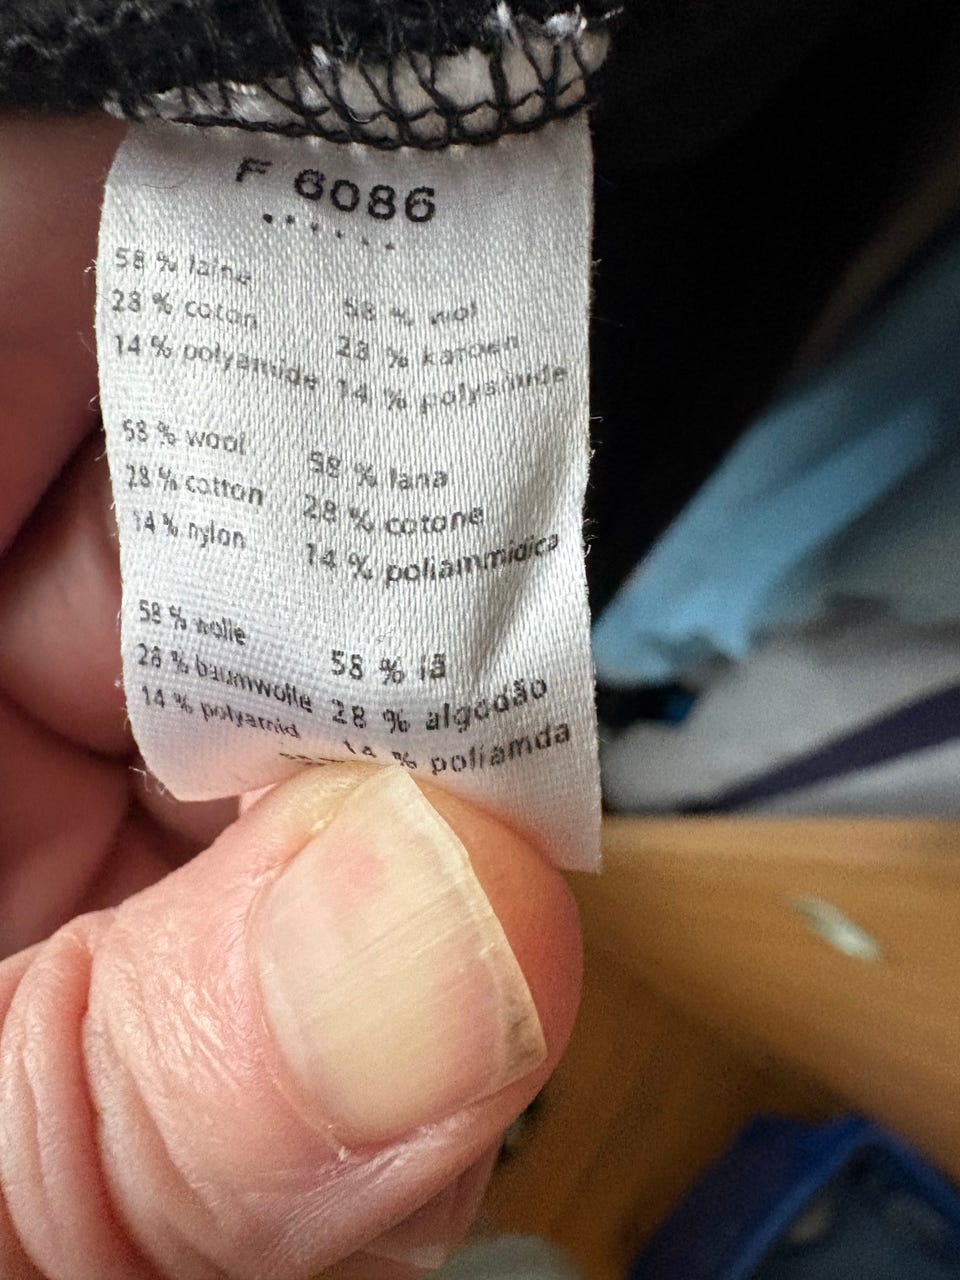 F 6086
58 % laine
28 % coton
14 % polyamide
58 % wol
28 % katoen
14 % polyamide
58 % wool
28 % cotton
14 % nylon
58 % lana
28 % cotone
14 % poliammidica
58 % wolle
28 % baumwolle
14 % polyamid
58 % lã
28 % algodão
14 % poliamda